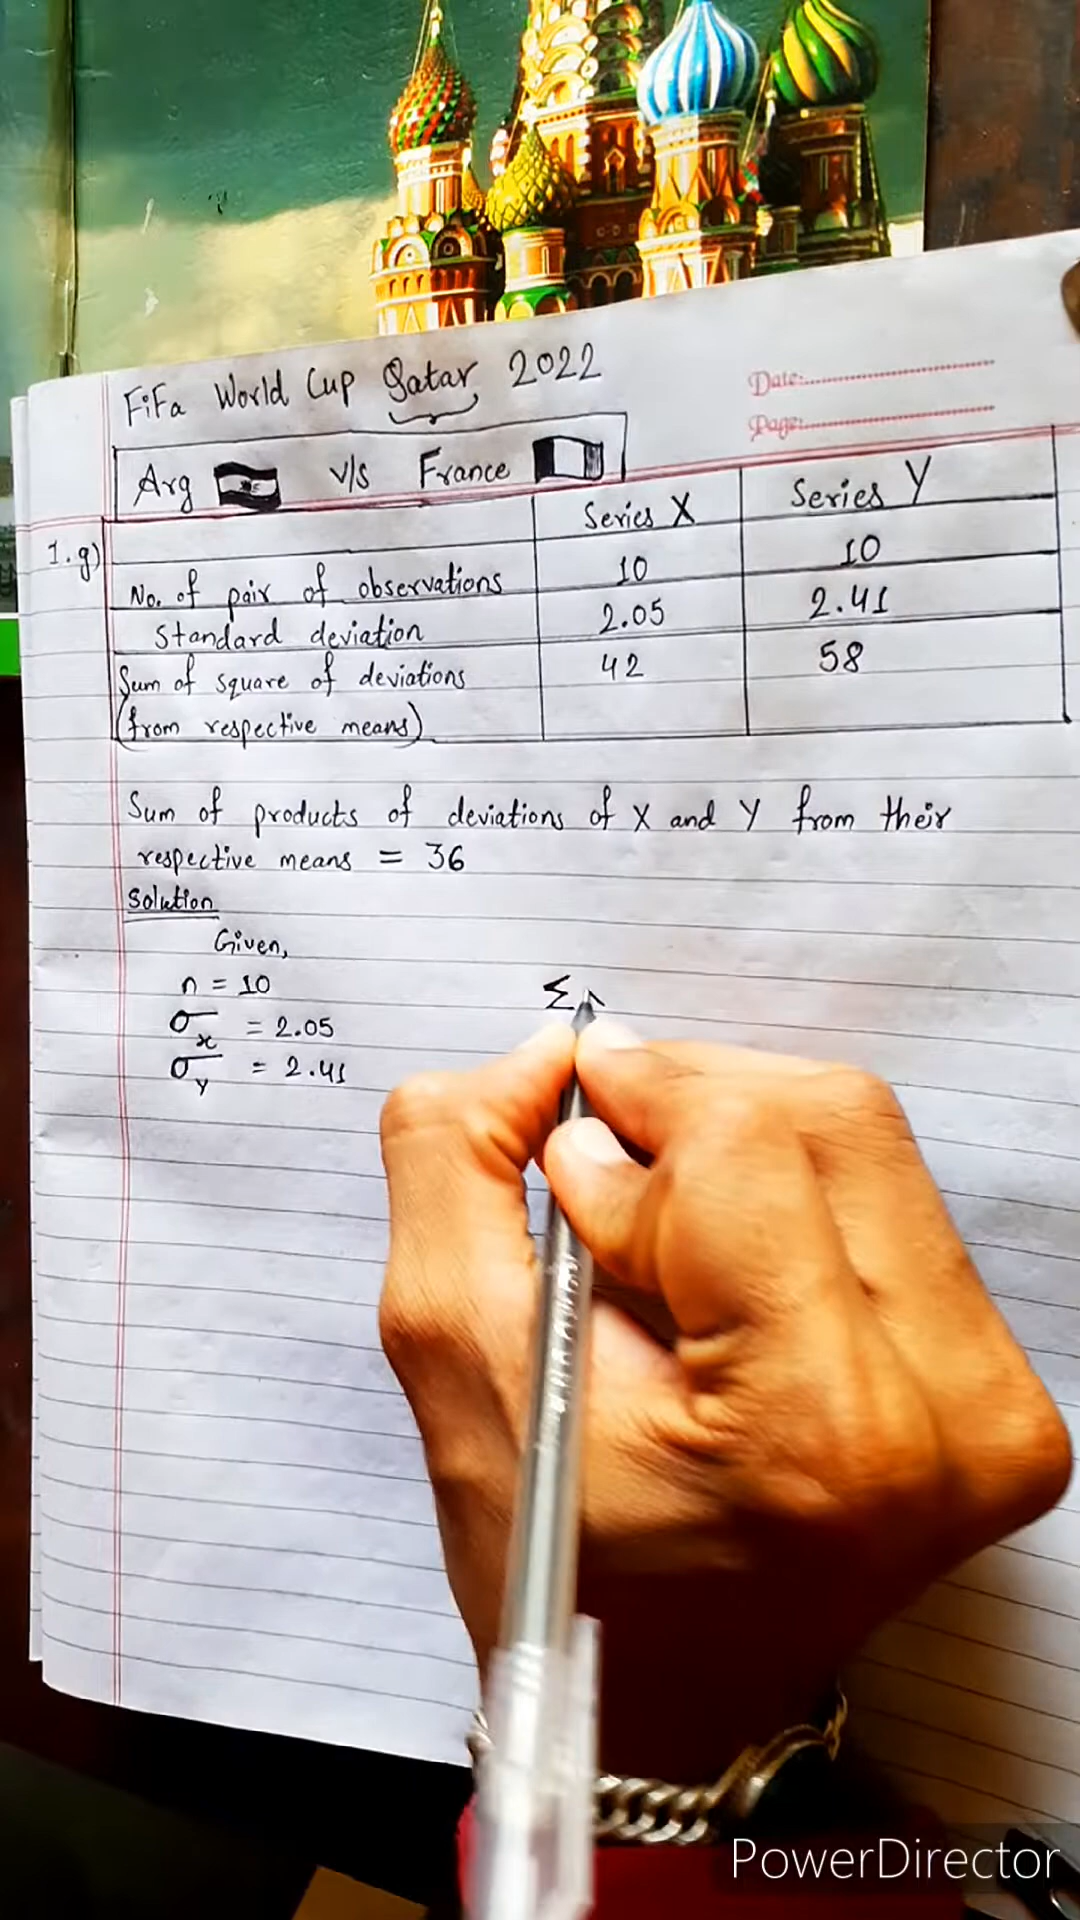 FiFa World Cup Qatar 2022
Date:
Page:
Arg v/s France
Series X Series Y
1.g)
No. of pair of observations 10 10
Standard deviation 2.05 2.41
Sum of square of deviations 42 58
(from respective means)
Sum of products of deviations of X and Y from their
respective means = 36
Solution
Given,
n = 10
σx = 2.05
σy = 2.41
Σ
PowerDirector